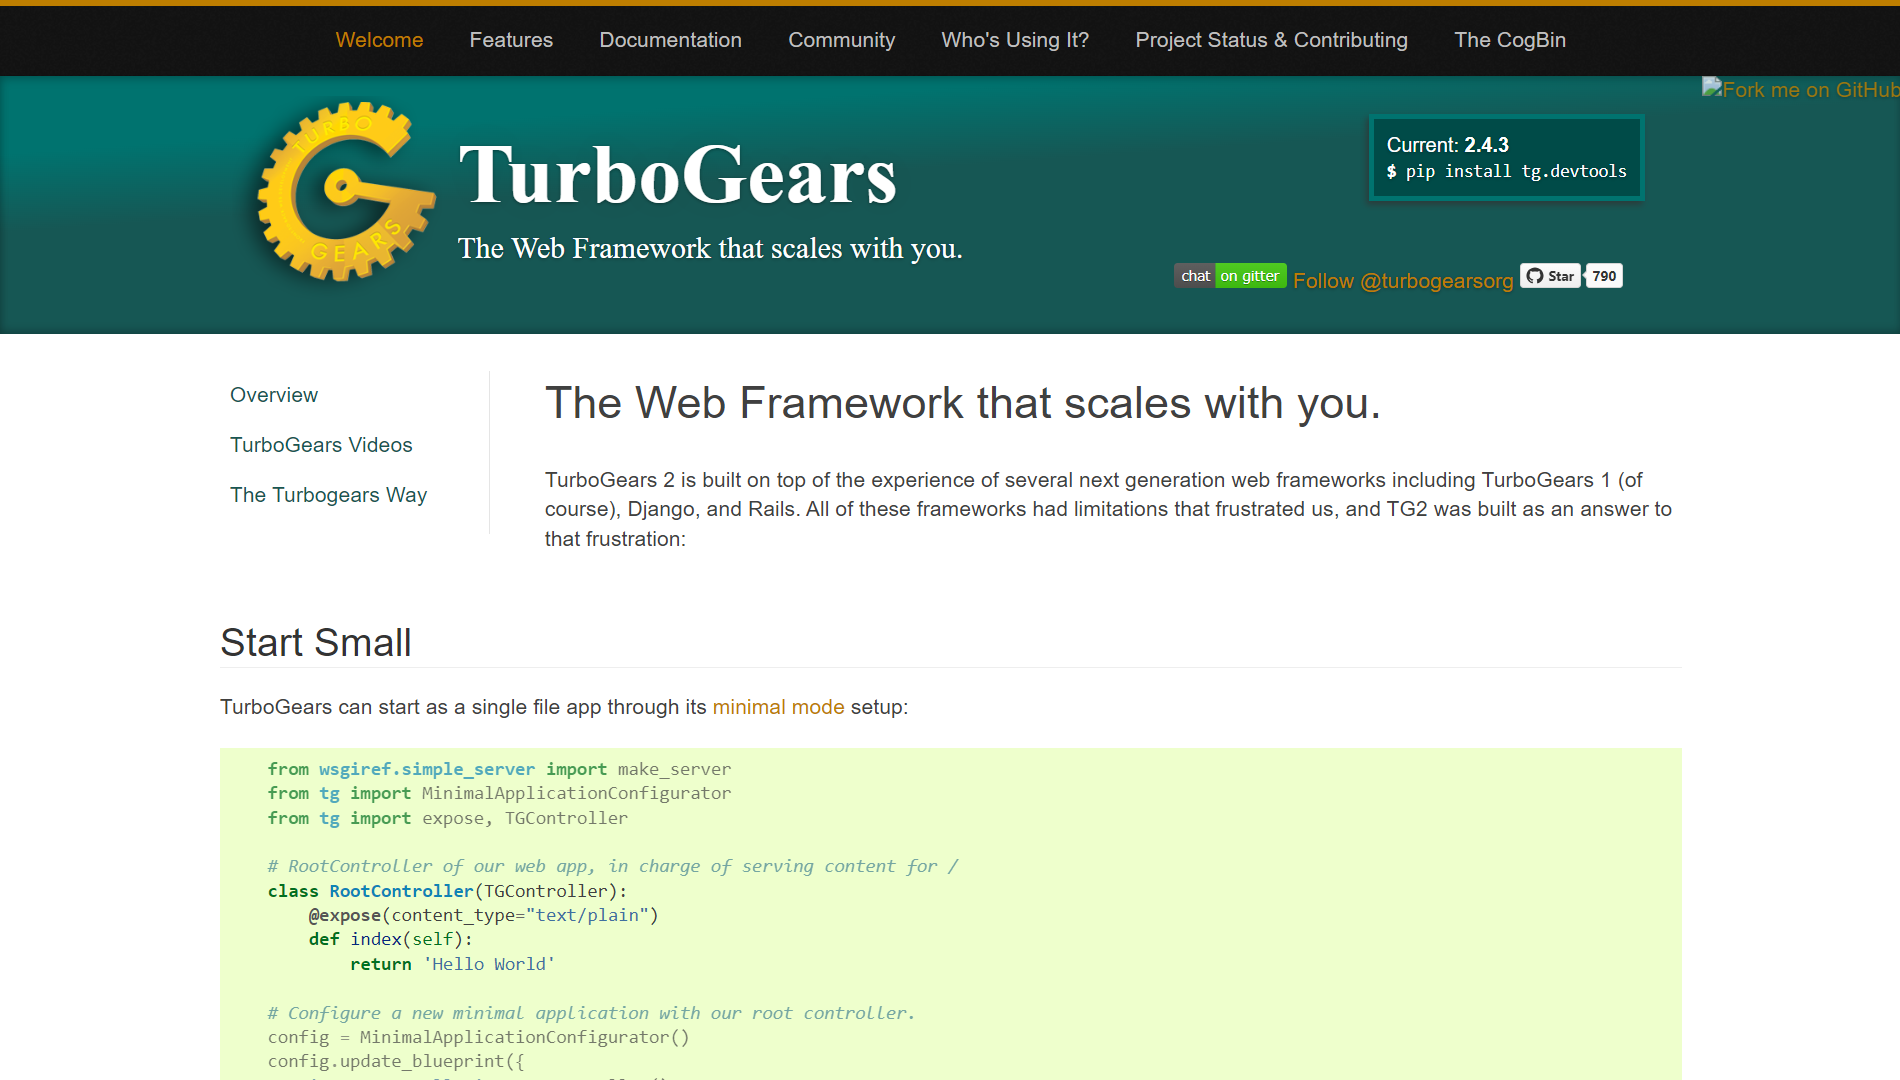 Welcome Features Documentation Community Who's Using It? Project Status & Contributing The CogBin
Fork me on GitHub
TURBO
GEARS
TurboGears
The Web Framework that scales with you.
Current: 2.4.3
$ pip install tg.devtools
chat on gitter Follow @turbogearsorg Star 790
Overview
TurboGears Videos
The Turbogears Way
The Web Framework that scales with you.
TurboGears 2 is built on top of the experience of several next generation web frameworks including TurboGears 1 (of
course), Django, and Rails. All of these frameworks had limitations that frustrated us, and TG2 was built as an answer to
that frustration:
Start Small
TurboGears can start as a single file app through its minimal mode setup:
from wsgiref.simple_server import make_server
from tg import MinimalApplicationConfigurator
from tg import expose, TGController
# RootController of our web app, in charge of serving content for /
class RootController(TGController):
    @expose(content_type="text/plain")
    def index(self):
        return 'Hello World'
# Configure a new minimal application with our root controller.
config = MinimalApplicationConfigurator()
config.update_blueprint({